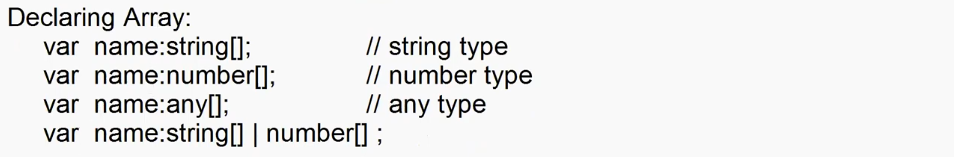 Declaring Array:
var name:string[]; // string type
var name:number[]; // number type
var name:any[]; // any type
var name:string[] | number[] ;